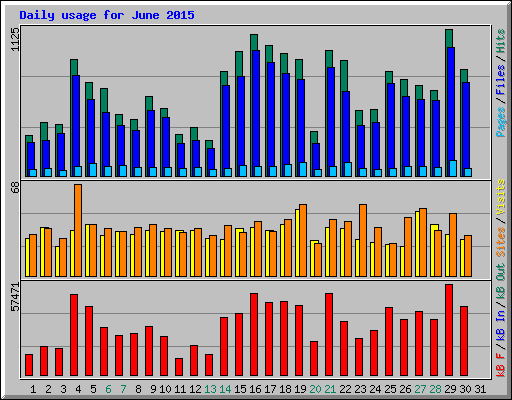 Daily usage for June 2015
1125
Pages / Files / Hits
68
Sites / Visits
57471
kB F / kB In / kB Out
1 2 3 4 5 6 7 8 9 10 11 12 13 14 15 16 17 18 19 20 21 22 23 24 25 26 27 28 29 30 31